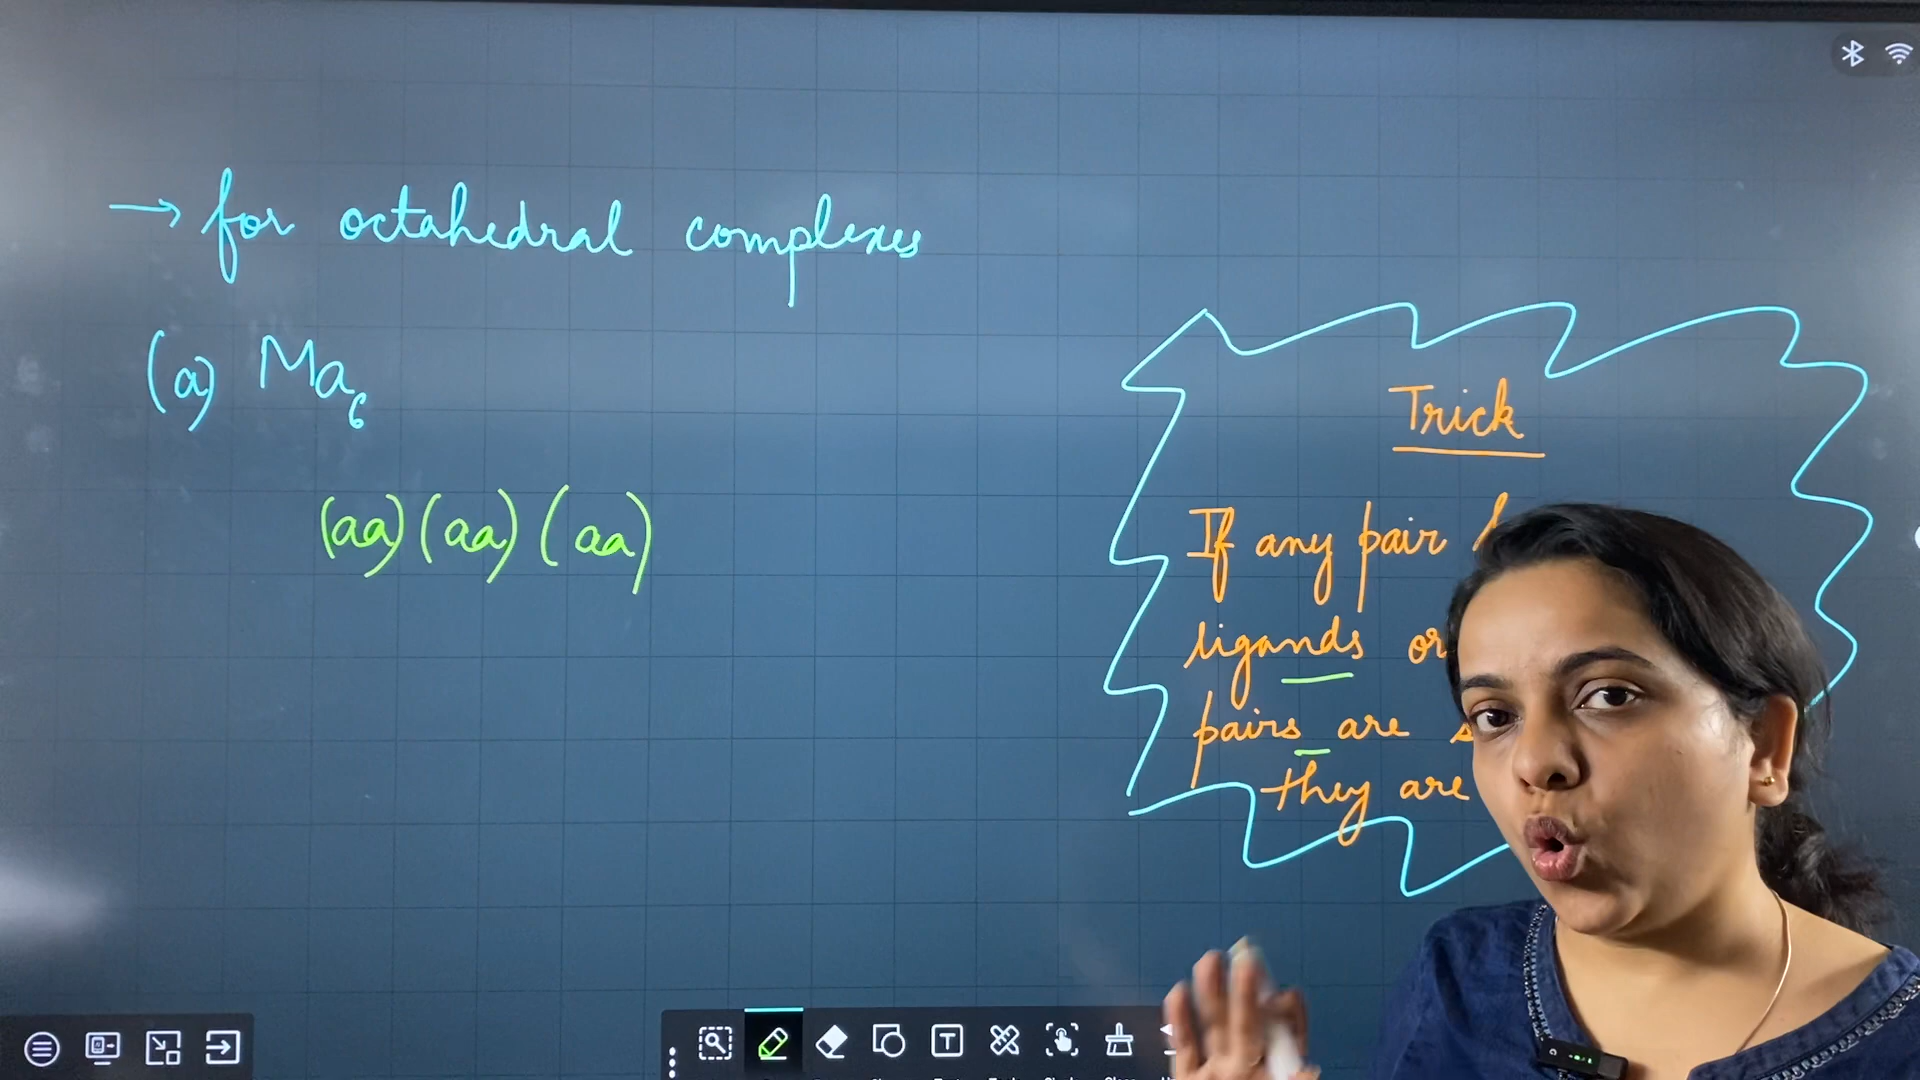 → for octahedral complexes
(a) Ma₆
(aa) (aa) (aa)
Trick
If any pair
ligands or
pairs are
they are